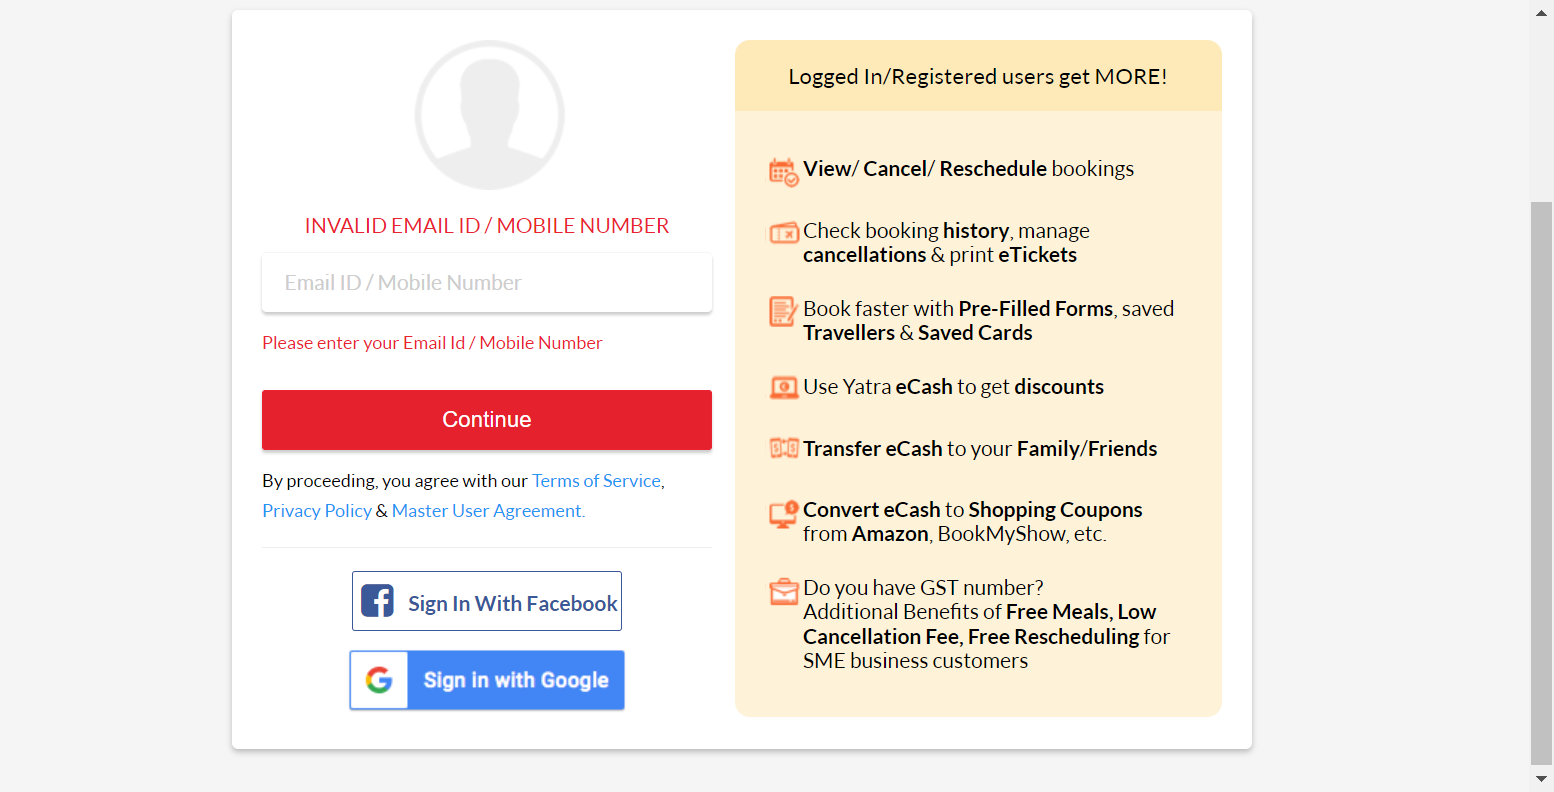 INVALID EMAIL ID / MOBILE NUMBER
Email ID / Mobile Number
Please enter your Email Id / Mobile Number
Continue
By proceeding, you agree with our Terms of Service,
Privacy Policy & Master User Agreement.
Sign In With Facebook
Sign in with Google
Logged In/Registered users get MORE!
View/ Cancel/ Reschedule bookings
Check booking history, manage
cancellations & print eTickets
Book faster with Pre-Filled Forms, saved
Travellers & Saved Cards
Use Yatra eCash to get discounts
Transfer eCash to your Family/Friends
Convert eCash to Shopping Coupons
from Amazon, BookMyShow, etc.
Do you have GST number?
Additional Benefits of Free Meals, Low
Cancellation Fee, Free Rescheduling for
SME business customers